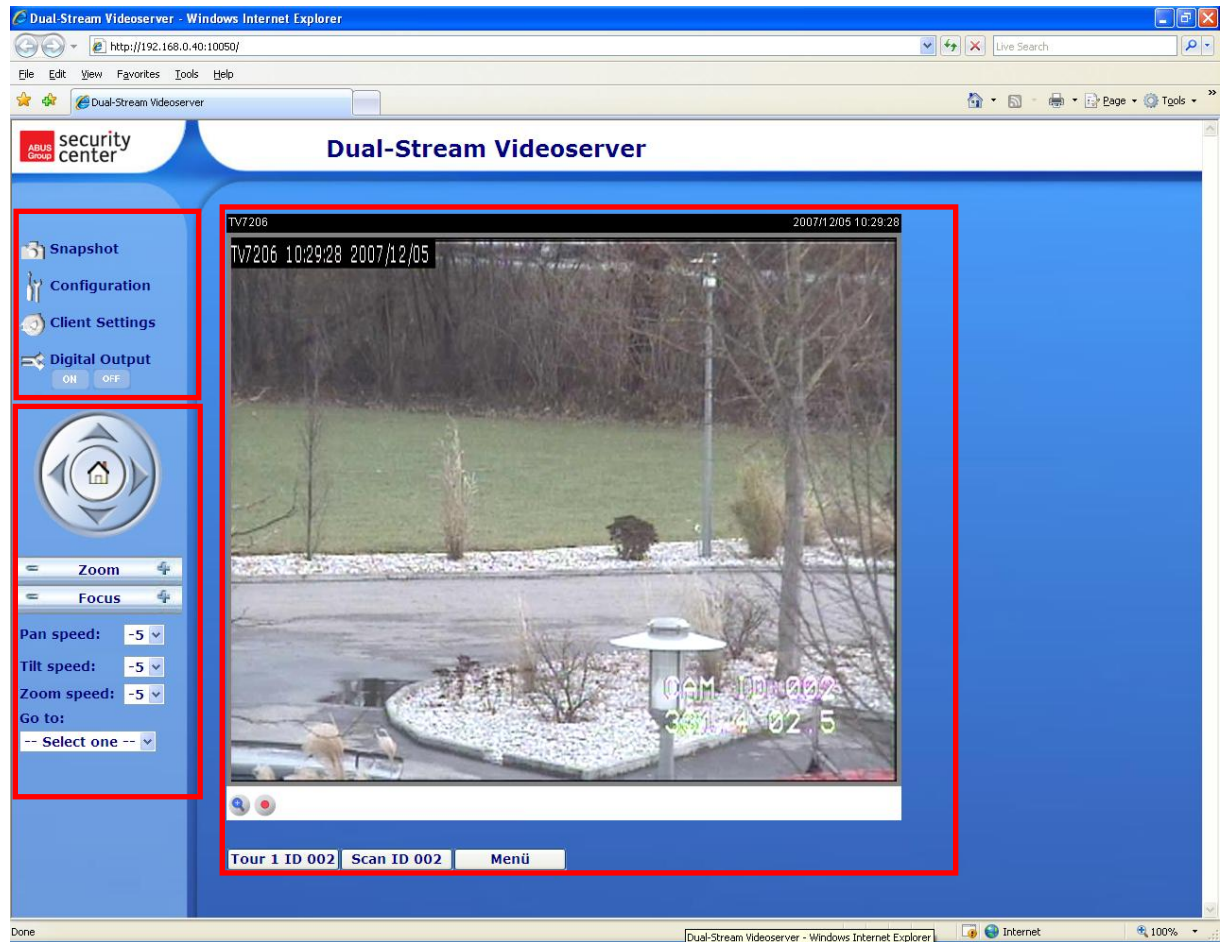 Dual-Stream Videoserver - Windows Internet Explorer
http://192.168.0.40:10050/
Live Search
File Edit View Favorites Tools Help
Dual-Stream Videoserver
Page Tools
ABUS Group security center
Dual-Stream Videoserver
TV7206 2007/12/05 10:29:28
TV7206 10:29:28 2007/12/05
Snapshot
Configuration
Client Settings
Digital Output
ON OFF
Zoom
Focus
Pan speed: -5
Tilt speed: -5
Zoom speed: -5
Go to:
-- Select one --
CAM ID 002
Tour 1 ID 002 Scan ID 002 Menü
Done
Dual-Stream Videoserver - Windows Internet Explorer
Internet
100%